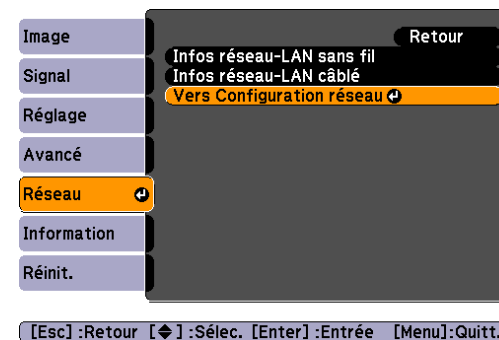 Image
Signal
Réglage
Avancé
Réseau
Information
Réinit.
Retour
Infos réseau-LAN sans fil
Infos réseau-LAN câblé
Vers Configuration réseau
[Esc] :Retour [◆] :Sélec. [Enter] :Entrée [Menu]:Quitt.